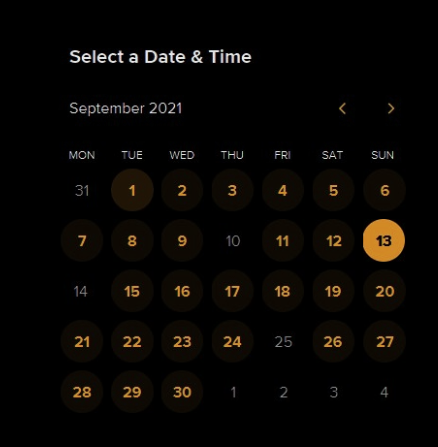 Select a Date & Time
September 2021 < >
MON TUE WED THU FRI SAT SUN
31 1 2 3 4 5 6
7 8 9 10 11 12 13
14 15 16 17 18 19 20
21 22 23 24 25 26 27
28 29 30 1 2 3 4